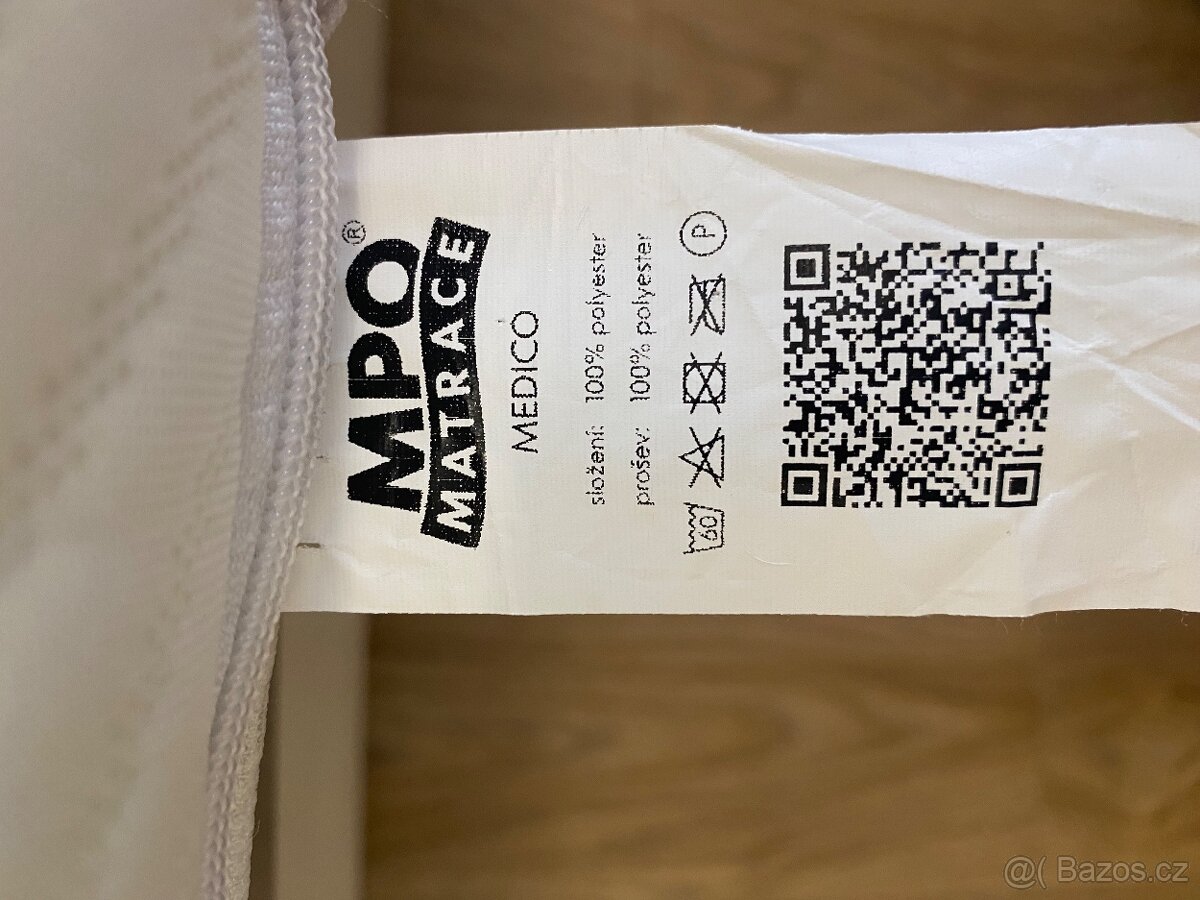 MPO®
MATRACE
MEDICO
složení: 100% polyester
prošev: 100% polyester
60 P
@( Bazos.cz